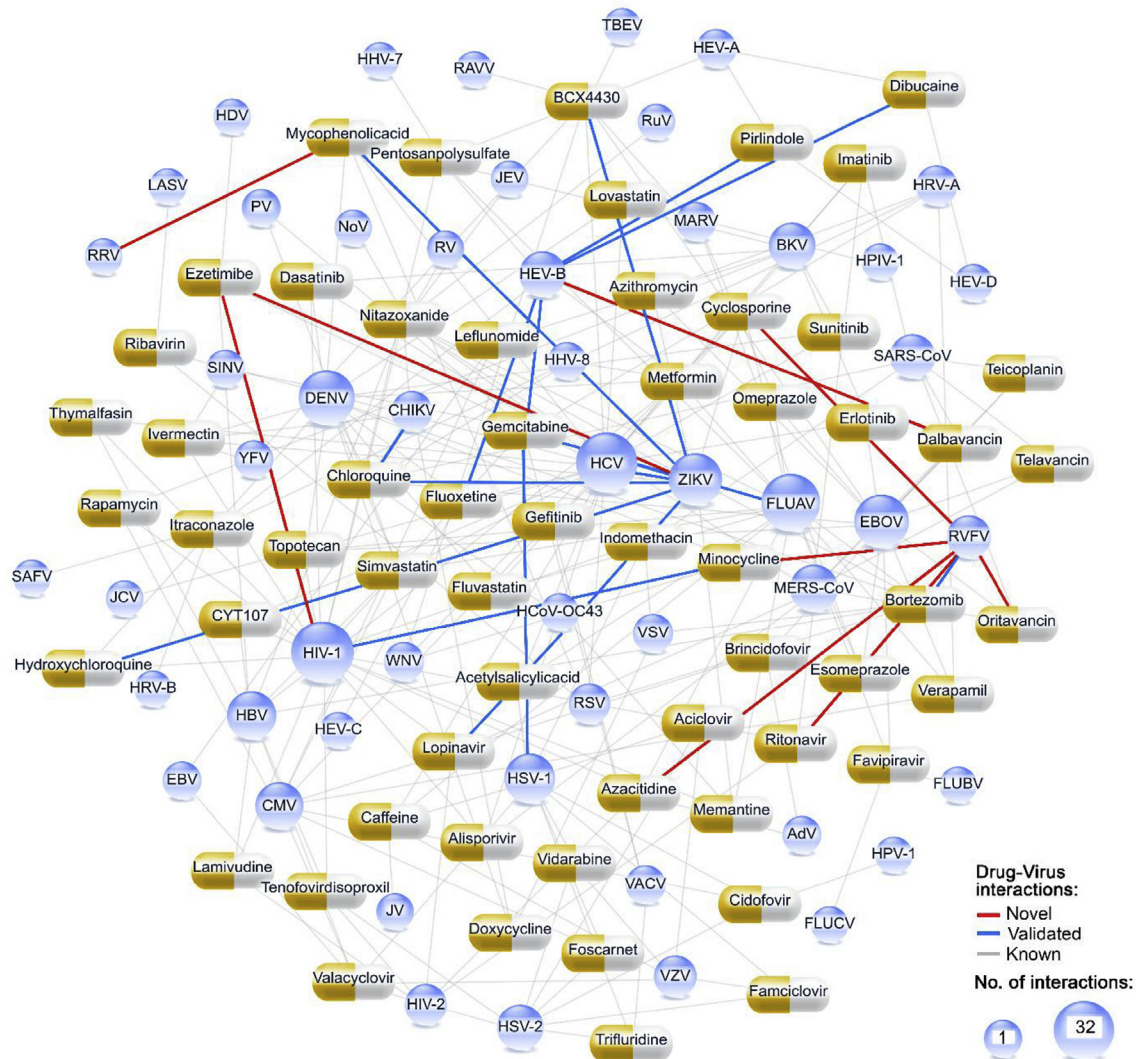 TBEV
HHV-7
RAVV
HEV-A
BCX4430
Dibucaine
HDV
RuV
Mycophenolicacid
Pirlindole
Pentosanpolysulfate
Imatinib
LASV
JEV
Lovastatin
HRV-A
PV
NoV
MARV
BKV
RRV
RV
HPIV-1
Ezetimibe
Dasatinib
HEV-B
Azithromycin
HEV-D
Nitazoxanide
Cyclosporine
Leflunomide
Sunitinib
Ribavirin
HHV-8
SARS-CoV
SINV
Metformin
Teicoplanin
DENV
CHIKV
Omeprazole
Thymalfasin
Gemcitabine
Erlotinib
Ivermectin
Dalbavancin
YFV
HCV
ZIKV
Telavancin
Chloroquine
Fluoxetine
FLUAV
Rapamycin
Gefitinib
EBOV
Itraconazole
Indomethacin
RVFV
Topotecan
Minocycline
SAFV
Simvastatin
Fluvastatin
MERS-CoV
JCV
Bortezomib
CYT107
HCoV-OC43
Oritavancin
VSV
HIV-1
Brincidofovir
Hydroxychloroquine
WNV
Esomeprazole
HRV-B
Acetylsalicylicacid
Verapamil
HBV
RSV
Aciclovir
HEV-C
Lopinavir
Ritonavir
Favipiravir
EBV
HSV-1
Azacitidine
FLUBV
CMV
Caffeine
Memantine
AdV
Alisporivir
Lamivudine
Vidarabine
HPV-1
Tenofovirdisoproxil
VACV
Cidofovir
JV
FLUCV
Doxycycline
Foscarnet
Valacyclovir
VZV
HIV-2
Famciclovir
HSV-2
Trifluridine
Drug-Virus
interactions:
Novel
Validated
Known
No. of interactions:
1
32